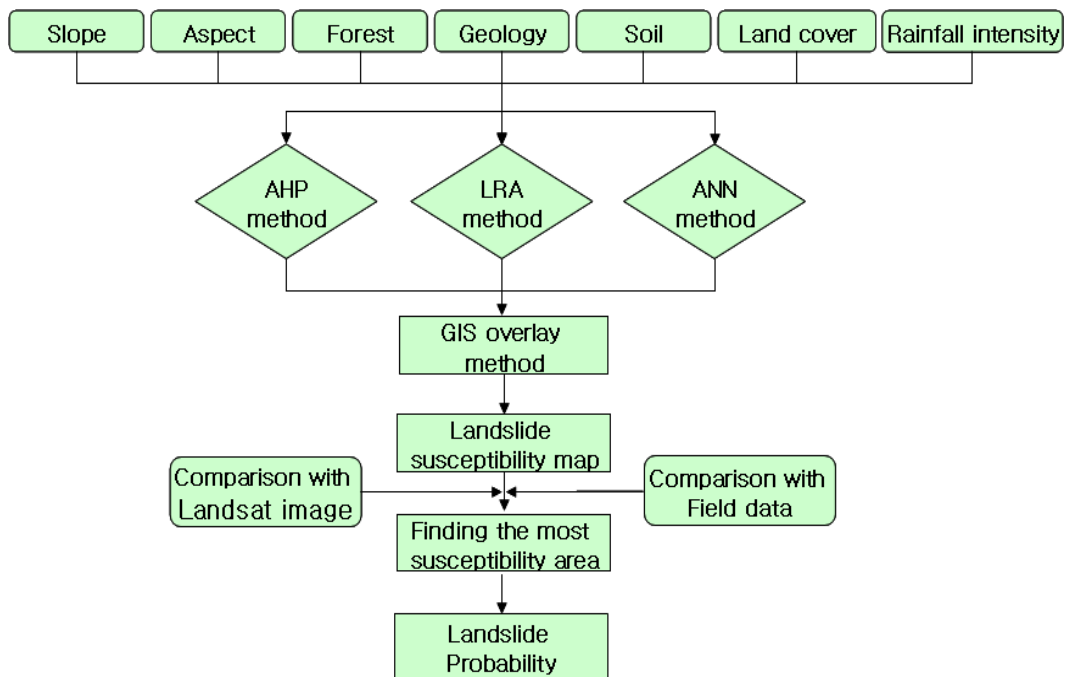 Slope
Aspect
Forest
Geology
Soil
Land cover
Rainfall intensity
AHP
method
LRA
method
ANN
method
GIS overlay
method
Landslide
susceptibility map
Comparison with
Landsat image
Comparison with
Field data
Finding the most
susceptibility area
Landslide
Probability